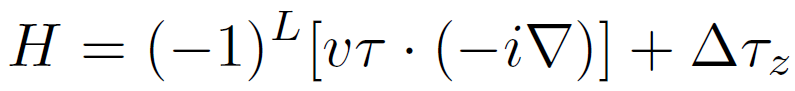 H = (−1)^L [vτ · (−i∇)] + Δτ_z